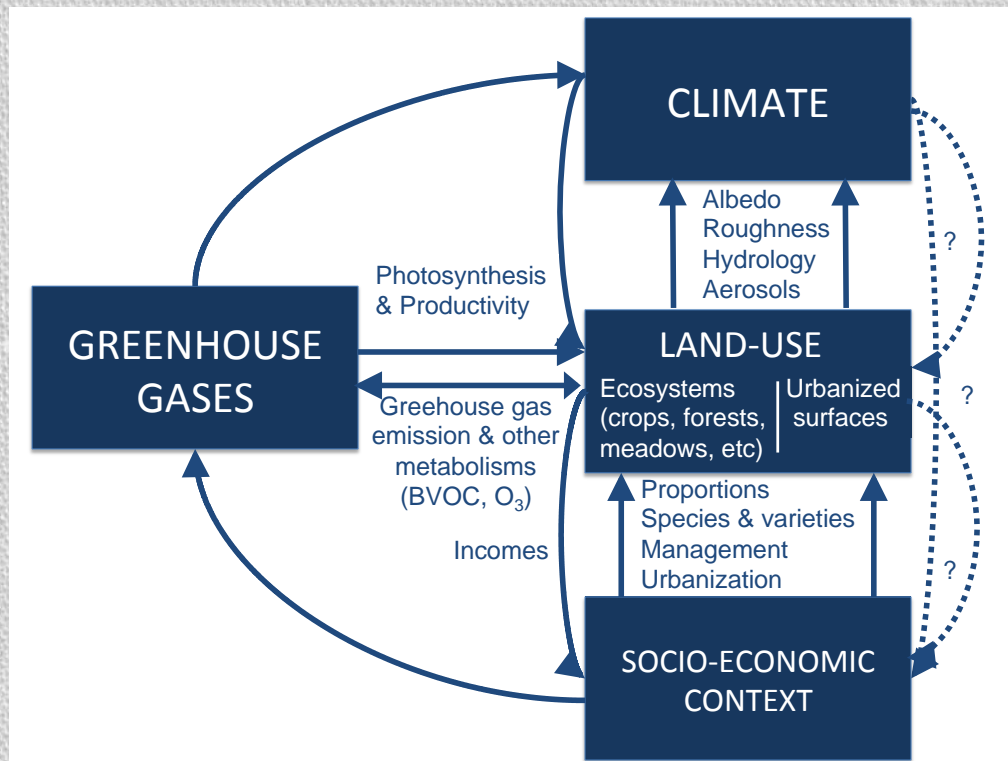 CLIMATE
Albedo
Roughness
Hydrology
Aerosols
?
Photosynthesis
& Productivity
GREENHOUSE
GASES
LAND-USE
Ecosystems
(crops, forests,
meadows, etc)
Urbanized
surfaces
?
Greehouse gas
emission & other
metabolisms
(BVOC, O₃)
Incomes
Proportions
Species & varieties
Management
Urbanization
?
SOCIO-ECONOMIC
CONTEXT